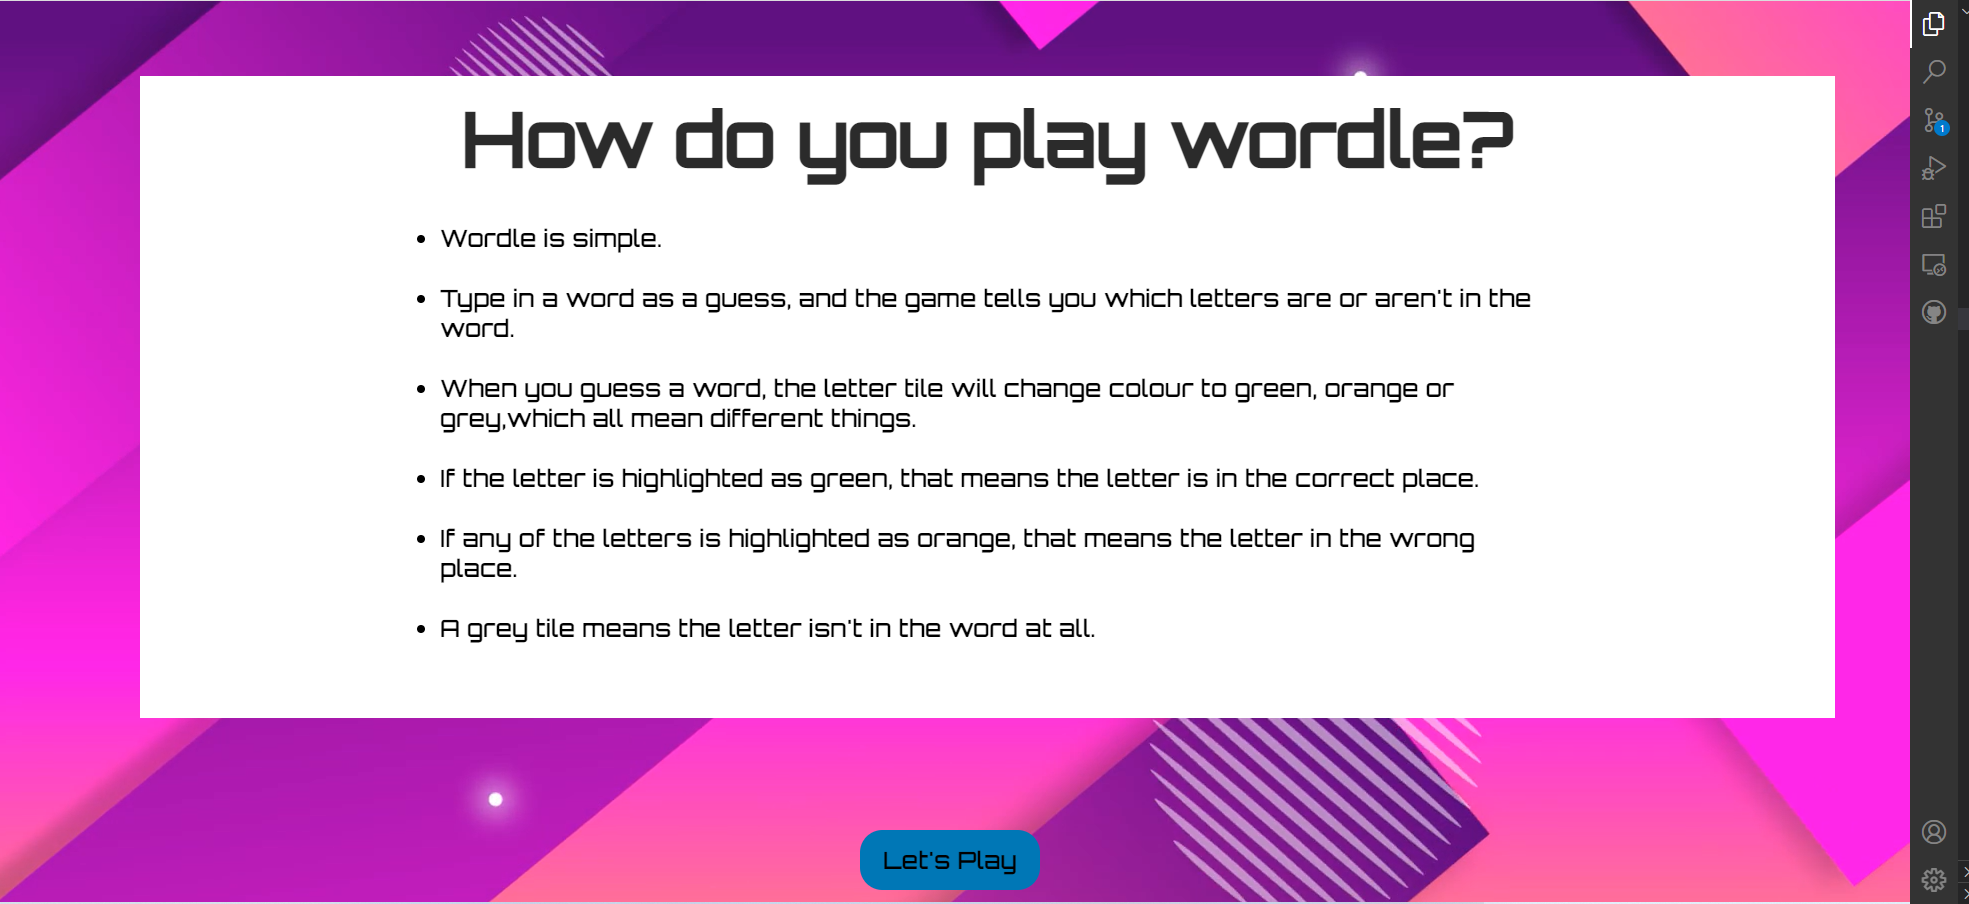 How do you play wordle?
Wordle is simple.
Type in a word as a guess, and the game tells you which letters are or aren't in the
word.
When you guess a word, the letter tile will change colour to green, orange or
grey,which all mean different things.
If the letter is highlighted as green, that means the letter is in the correct place.
If any of the letters is highlighted as orange, that means the letter in the wrong
place.
A grey tile means the letter isn't in the word at all.
Let's Play
1